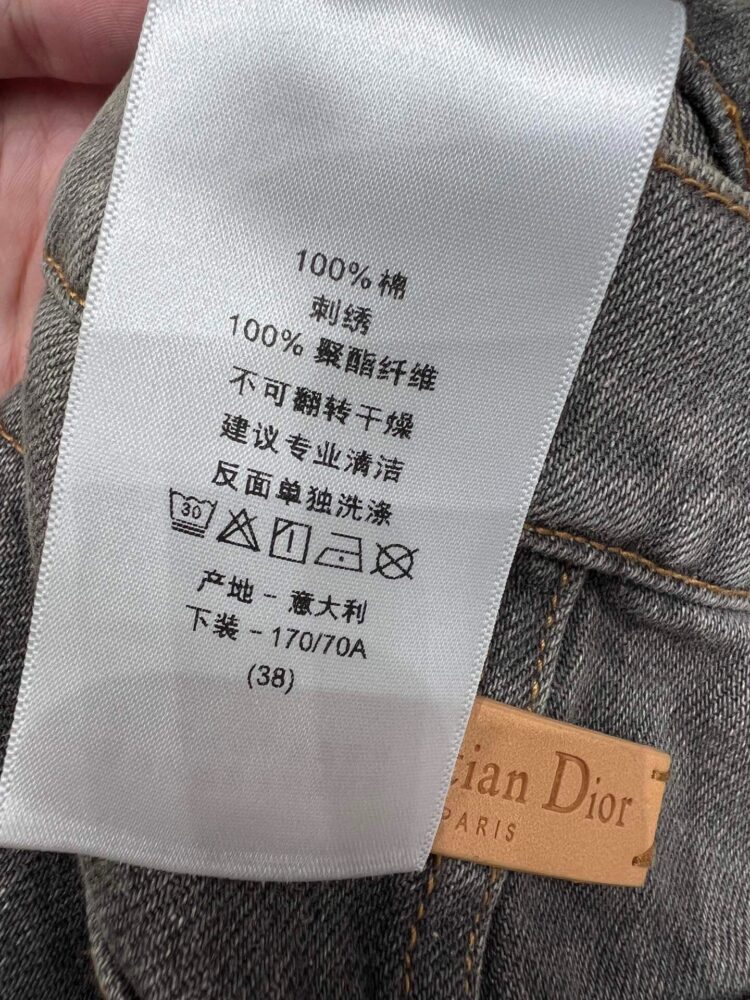 100% 棉
刺绣
100% 聚酯纤维
不可翻转干燥
建议专业清洁
反面单独洗涤
30
产地 - 意大利
下装 - 170/70A
(38)
Dior
PARIS